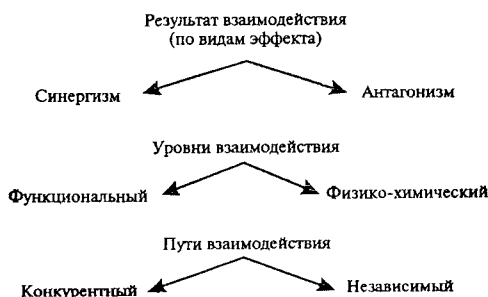 Результат взаимодействия
(по видам эффекта)
Синергизм
Антагонизм
Уровни взаимодействия
Функциональный
Физико-химический
Пути взаимодействия
Конкурентный
Независимый